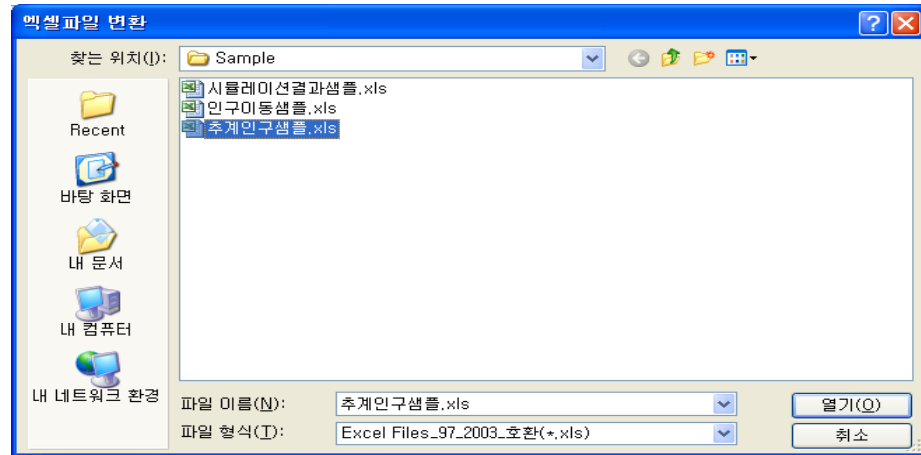 엑셀파일 변환
찾는 위치(I): Sample
시뮬레이션결과샘플.xls
인구이동샘플.xls
추계인구샘플.xls
Recent
바탕 화면
내 문서
내 컴퓨터
내 네트워크 환경
파일 이름(N): 추계인구샘플.xls 열기(O)
파일 형식(T): Excel Files_97_2003_호환(*.xls) 취소